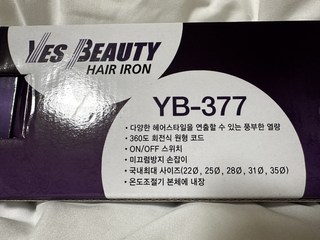 YES BEAUTY
HAIR IRON
YB-377
• 다양한 헤어스타일을 연출할 수 있는 풍부한 열량
• 360도 회전식 원형 코드
• ON/OFF 스위치
• 미끄럼방지 손잡이
• 국내최대 사이즈(22Ø, 25Ø, 28Ø, 31Ø, 35Ø)
• 온도조절기 본체에 내장